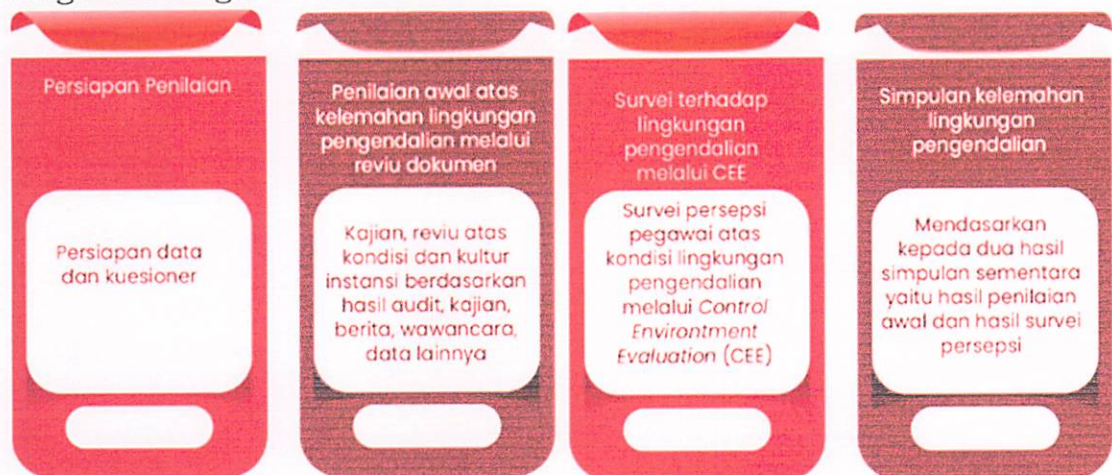 Persiapan Penilaian
Persiapan data
dan kuesioner
Penilaian awal atas
kelemahan lingkungan
pengendalian melalui
reviu dokumen
Kajian, reviu atas
kondisi dan kultur
instansi berdasarkan
hasil audit, kajian,
berita, wawancara,
data lainnya
Survei terhadap
lingkungan
pengendalian
melalui CEE
Survei persepsi
pegawai atas
kondisi lingkungan
pengendalian
melalui Control
Environtment
Evaluation (CEE)
Simpulan kelemahan
lingkungan
pengendalian
Mendasarkan
kepada dua hasil
simpulan sementara
yaitu hasil penilaian
awal dan hasil survei
persepsi